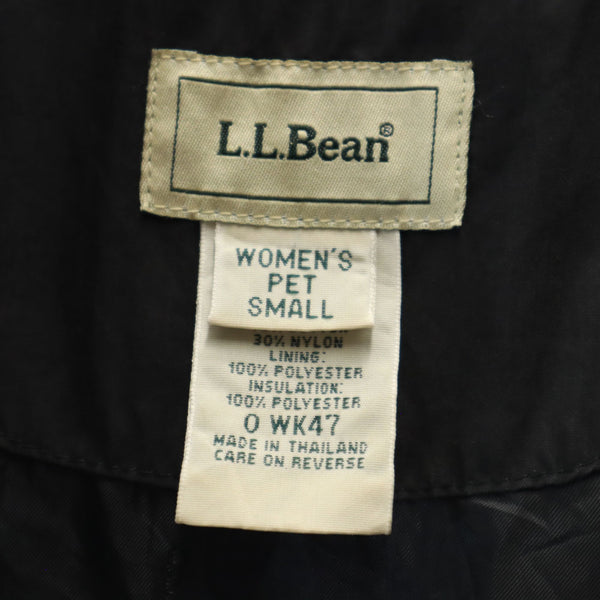 L.L.Bean®
WOMEN'S
PET
SMALL
30% NYLON
LINING:
100% POLYESTER
INSULATION:
100% POLYESTER
0 WK47
MADE IN THAILAND
CARE ON REVERSE